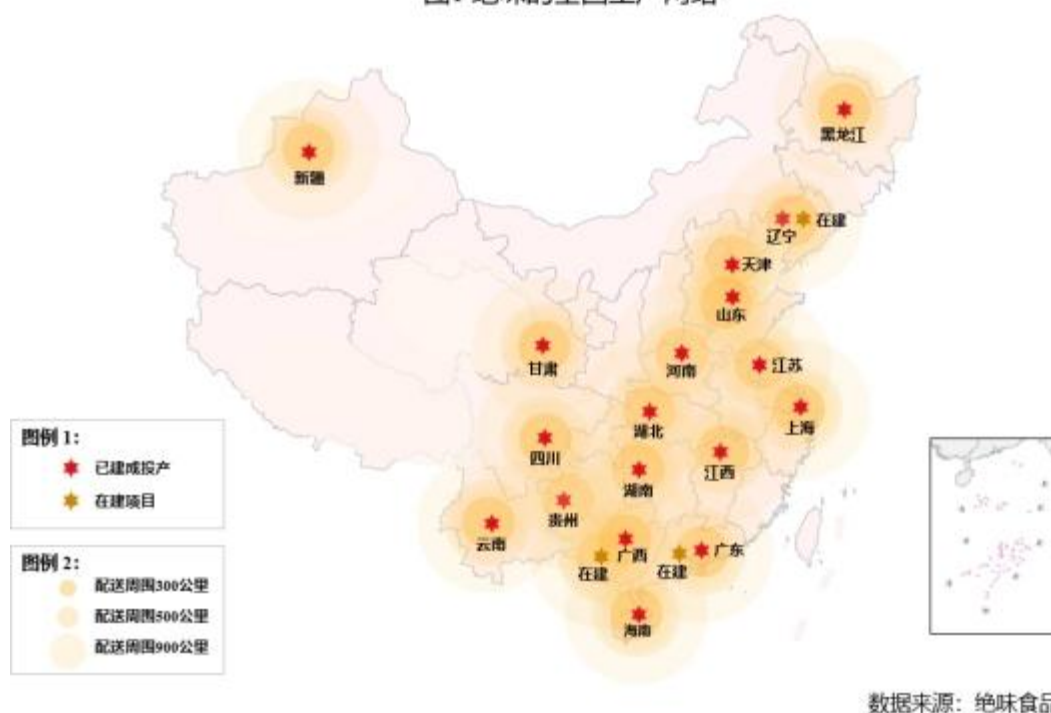 新疆
黑龙江
辽宁
在建
天津
山东
甘肃
河南
江苏
湖北
上海
四川
湖南
江西
贵州
云南
广西
广东
在建
在建
海南
图例 1:
已建成投产
在建项目
图例 2:
配送周围300公里
配送周围500公里
配送周围900公里
数据来源：绝味食品